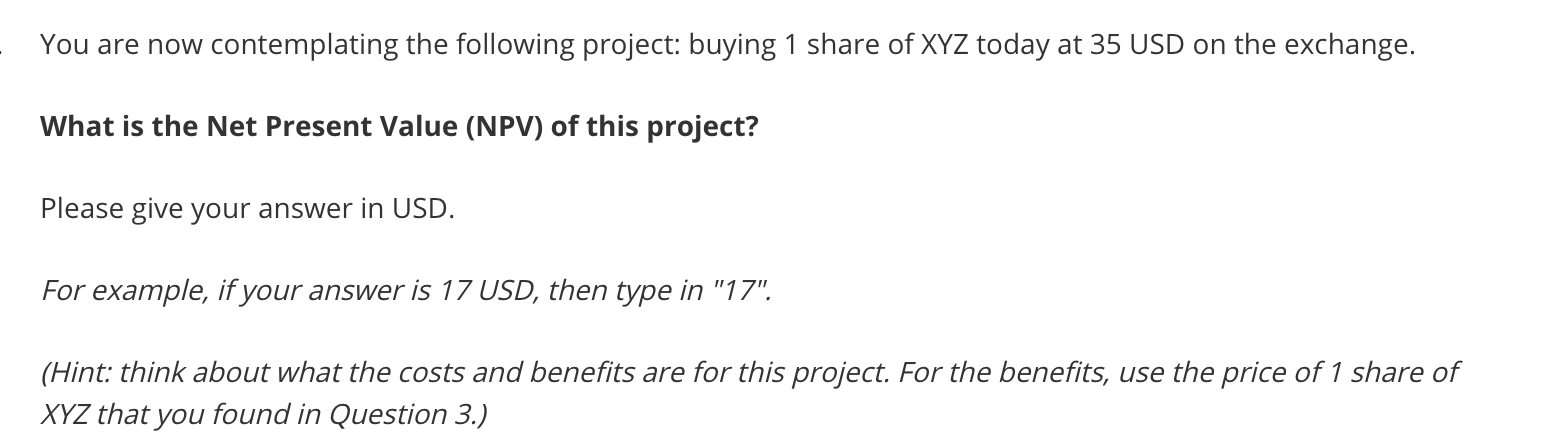 You are now contemplating the following project: buying 1 share of XYZ today at 35 USD on the exchange.
What is the Net Present Value (NPV) of this project?
Please give your answer in USD.
For example, if your answer is 17 USD, then type in "17".
(Hint: think about what the costs and benefits are for this project. For the benefits, use the price of 1 share of
XYZ that you found in Question 3.)